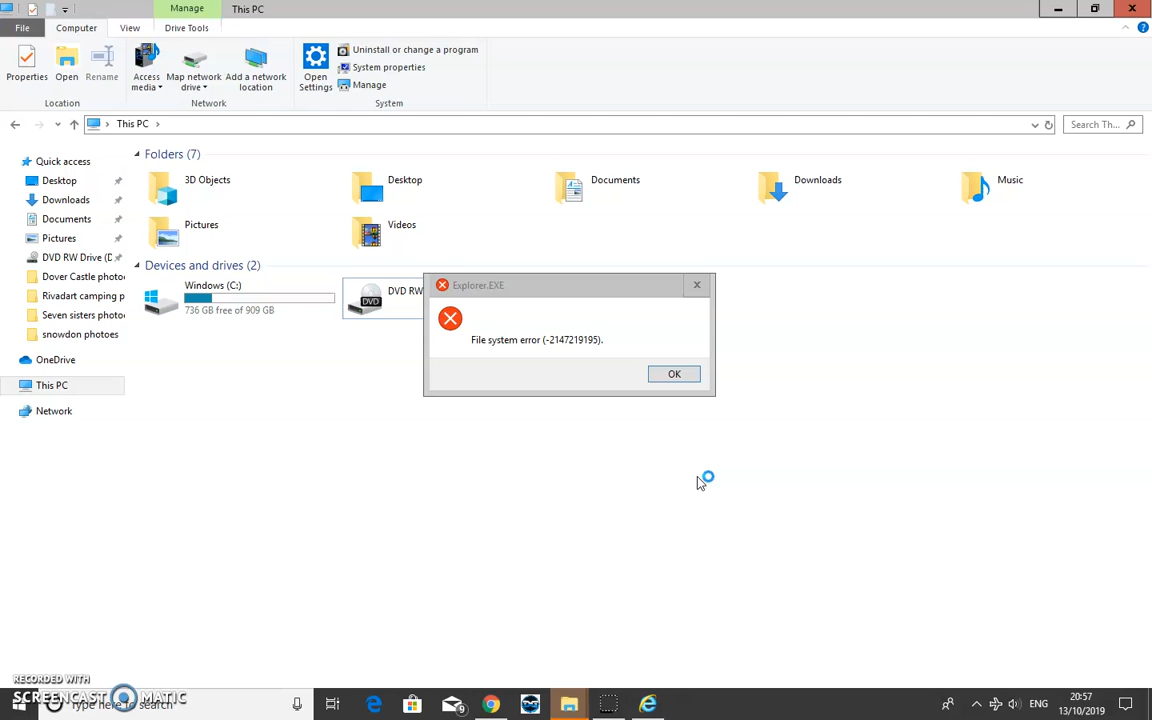 Manage This PC
File Computer View Drive Tools
Properties Open Rename Access media Map network drive Add a network location Open Settings Uninstall or change a program
System properties
Manage
Location Network System
This PC Search Th...
Quick access
Desktop
Downloads
Documents
Pictures
DVD RW Drive (D
Dover Castle photo
Rivadart camping p
Seven sisters photo
snowdon photoes
OneDrive
This PC
Network
Folders (7)
3D Objects Desktop Documents Downloads Music
Pictures Videos
Devices and drives (2)
Windows (C:)
736 GB free of 909 GB
DVD RW
DVD
Explorer.EXE
File system error (-2147219195).
OK
RECORDED WITH
SCREENCAST MATIC
Type here to search
9
ENG
20:57
13/10/2019